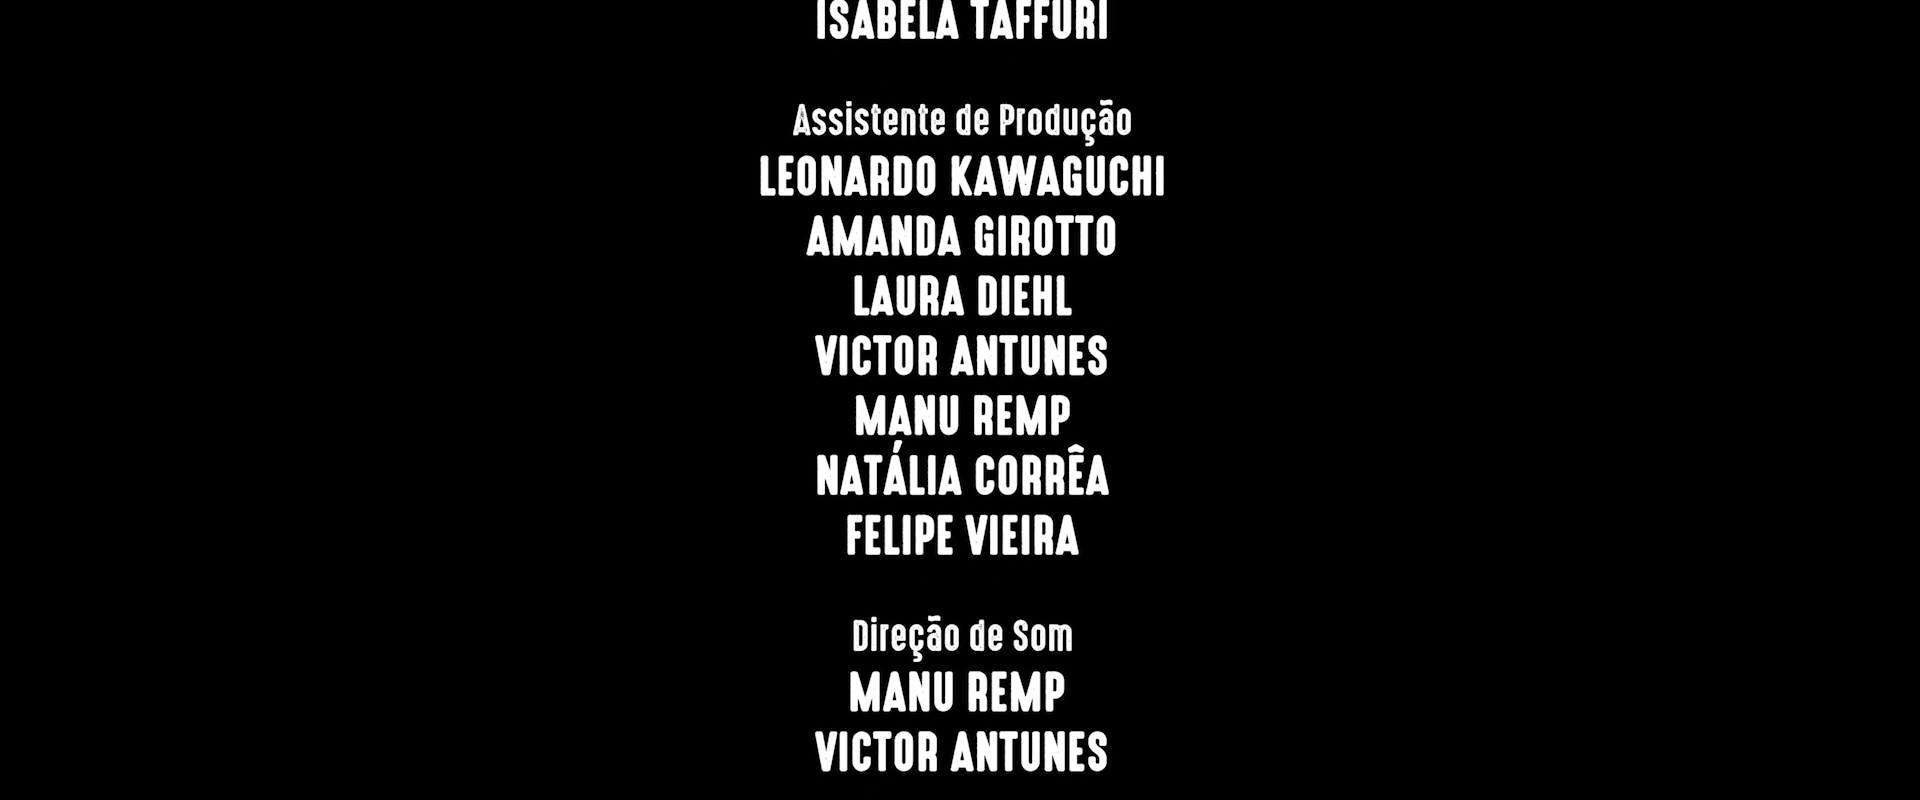 ISABELA TAFFURI
Assistente de Produção
LEONARDO KAWAGUCHI
AMANDA GIROTTO
LAURA DIEHL
VICTOR ANTUNES
MANU REMP
NATÁLIA CORRÊA
FELIPE VIEIRA
Direção de Som
MANU REMP
VICTOR ANTUNES